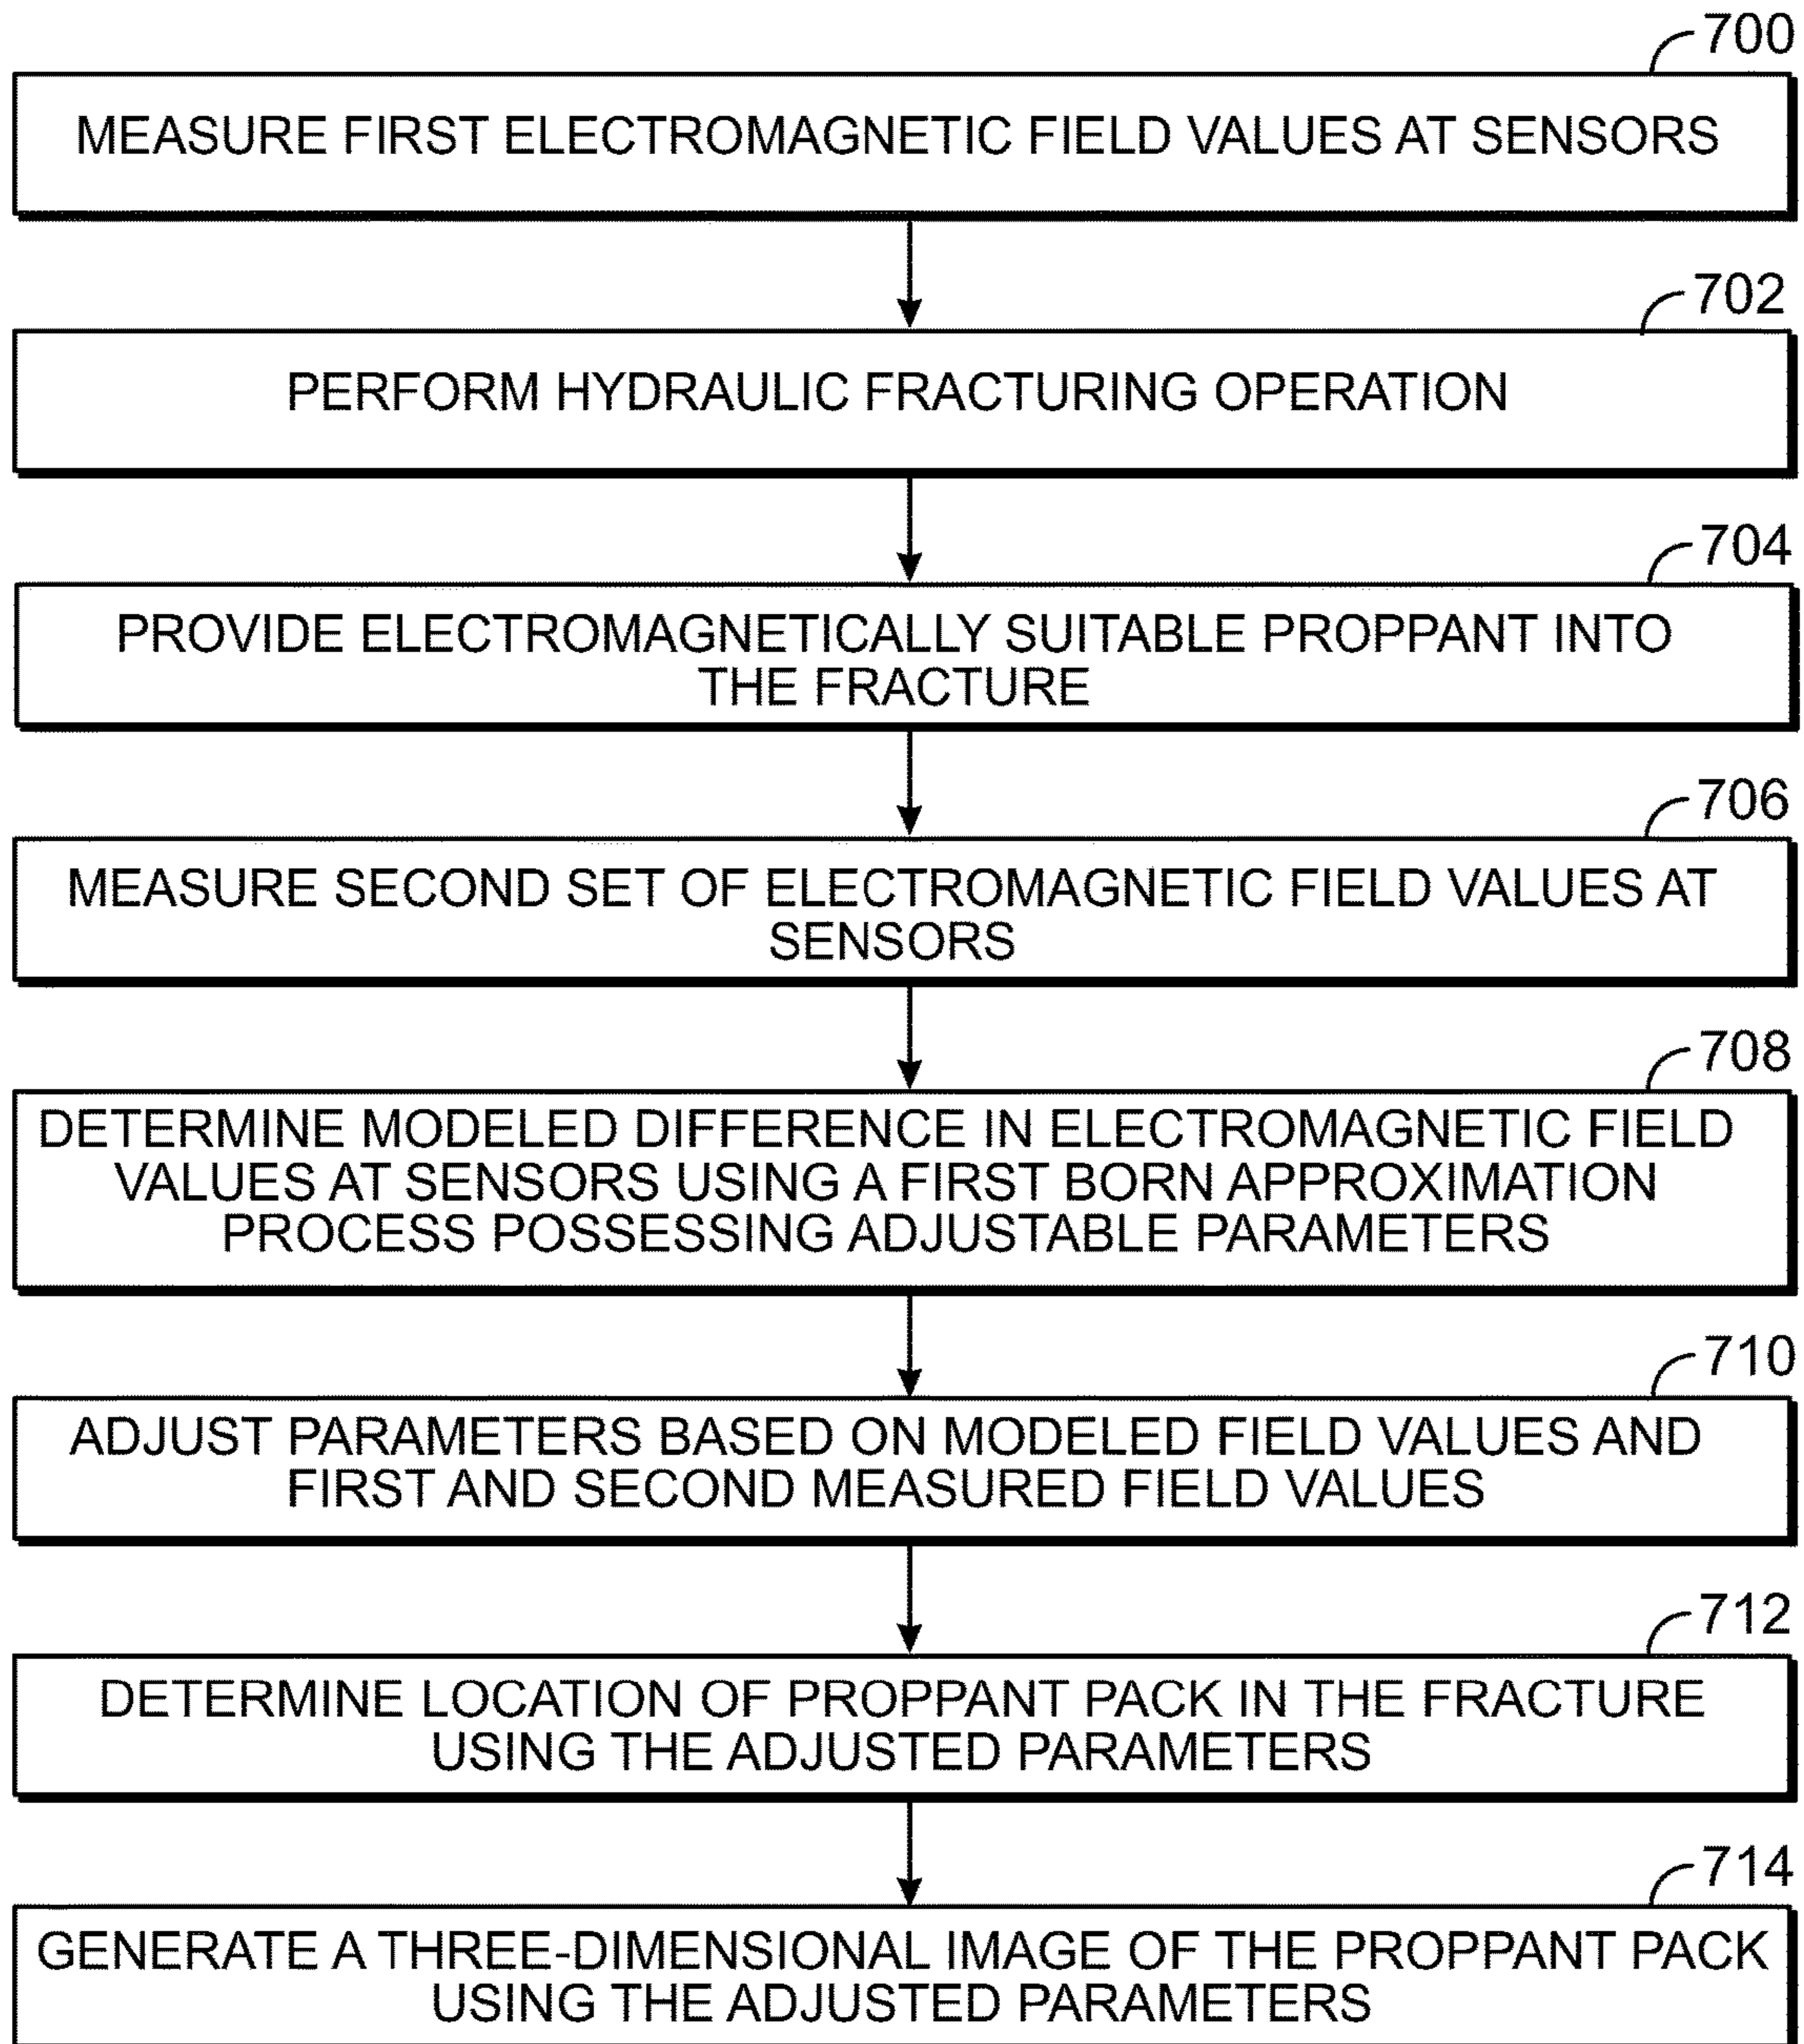 700
MEASURE FIRST ELECTROMAGNETIC FIELD VALUES AT SENSORS
702
PERFORM HYDRAULIC FRACTURING OPERATION
704
PROVIDE ELECTROMAGNETICALLY SUITABLE PROPPANT INTO
THE FRACTURE
706
MEASURE SECOND SET OF ELECTROMAGNETIC FIELD VALUES AT
SENSORS
708
DETERMINE MODELED DIFFERENCE IN ELECTROMAGNETIC FIELD
VALUES AT SENSORS USING A FIRST BORN APPROXIMATION
PROCESS POSSESSING ADJUSTABLE PARAMETERS
710
ADJUST PARAMETERS BASED ON MODELED FIELD VALUES AND
FIRST AND SECOND MEASURED FIELD VALUES
712
DETERMINE LOCATION OF PROPPANT PACK IN THE FRACTURE
USING THE ADJUSTED PARAMETERS
714
GENERATE A THREE-DIMENSIONAL IMAGE OF THE PROPPANT PACK
USING THE ADJUSTED PARAMETERS